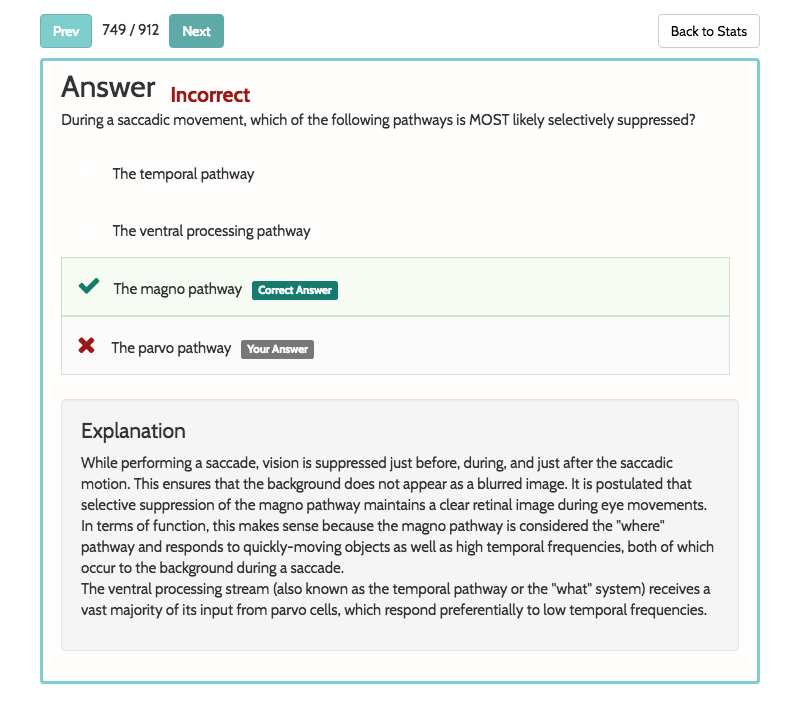 Prev 749 / 912 Next Back to Stats
Answer Incorrect
During a saccadic movement, which of the following pathways is MOST likely selectively suppressed?
The temporal pathway
The ventral processing pathway
The magno pathway Correct Answer
The parvo pathway Your Answer
Explanation
While performing a saccade, vision is suppressed just before, during, and just after the saccadic
motion. This ensures that the background does not appear as a blurred image. It is postulated that
selective suppression of the magno pathway maintains a clear retinal image during eye movements.
In terms of function, this makes sense because the magno pathway is considered the "where"
pathway and responds to quickly-moving objects as well as high temporal frequencies, both of which
occur to the background during a saccade.
The ventral processing stream (also known as the temporal pathway or the "what" system) receives a
vast majority of its input from parvo cells, which respond preferentially to low temporal frequencies.